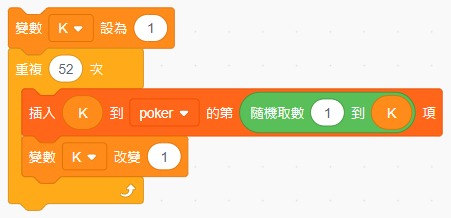 變數 K 設為 1
重複 52 次
插入 K 到 poker 的第 隨機取數 1 到 K 項
變數 K 改變 1